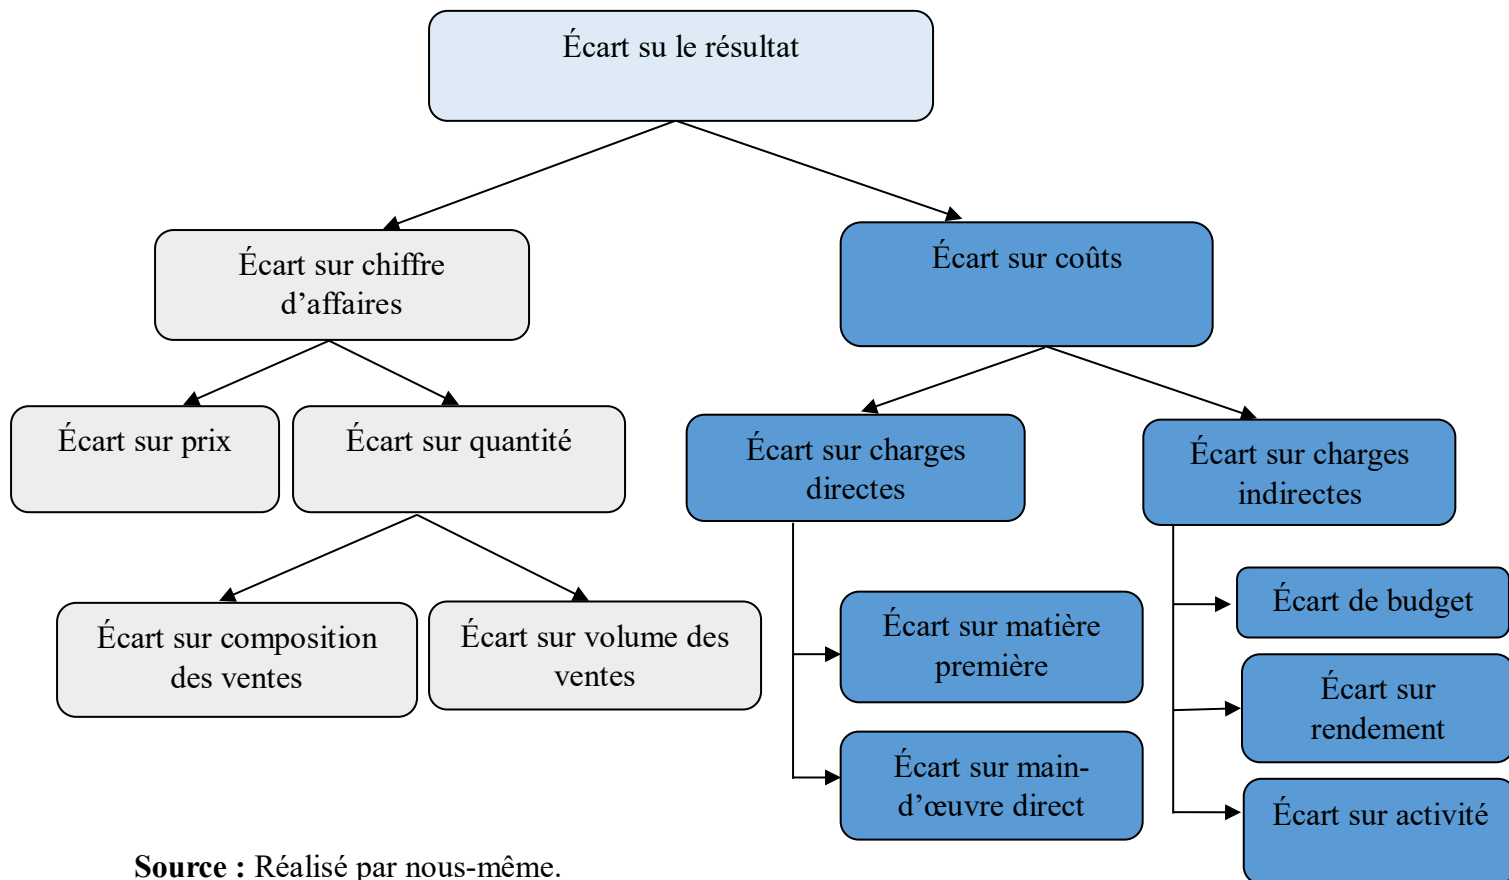 Écart su le résultat
Écart sur chiffre
d’affaires
Écart sur coûts
Écart sur prix
Écart sur quantité
Écart sur charges
directes
Écart sur charges
indirectes
Écart sur composition
des ventes
Écart sur volume des
ventes
Écart sur matière
première
Écart sur main-
d’œuvre direct
Écart de budget
Écart sur
rendement
Écart sur activité
Source : Réalisé par nous-même.